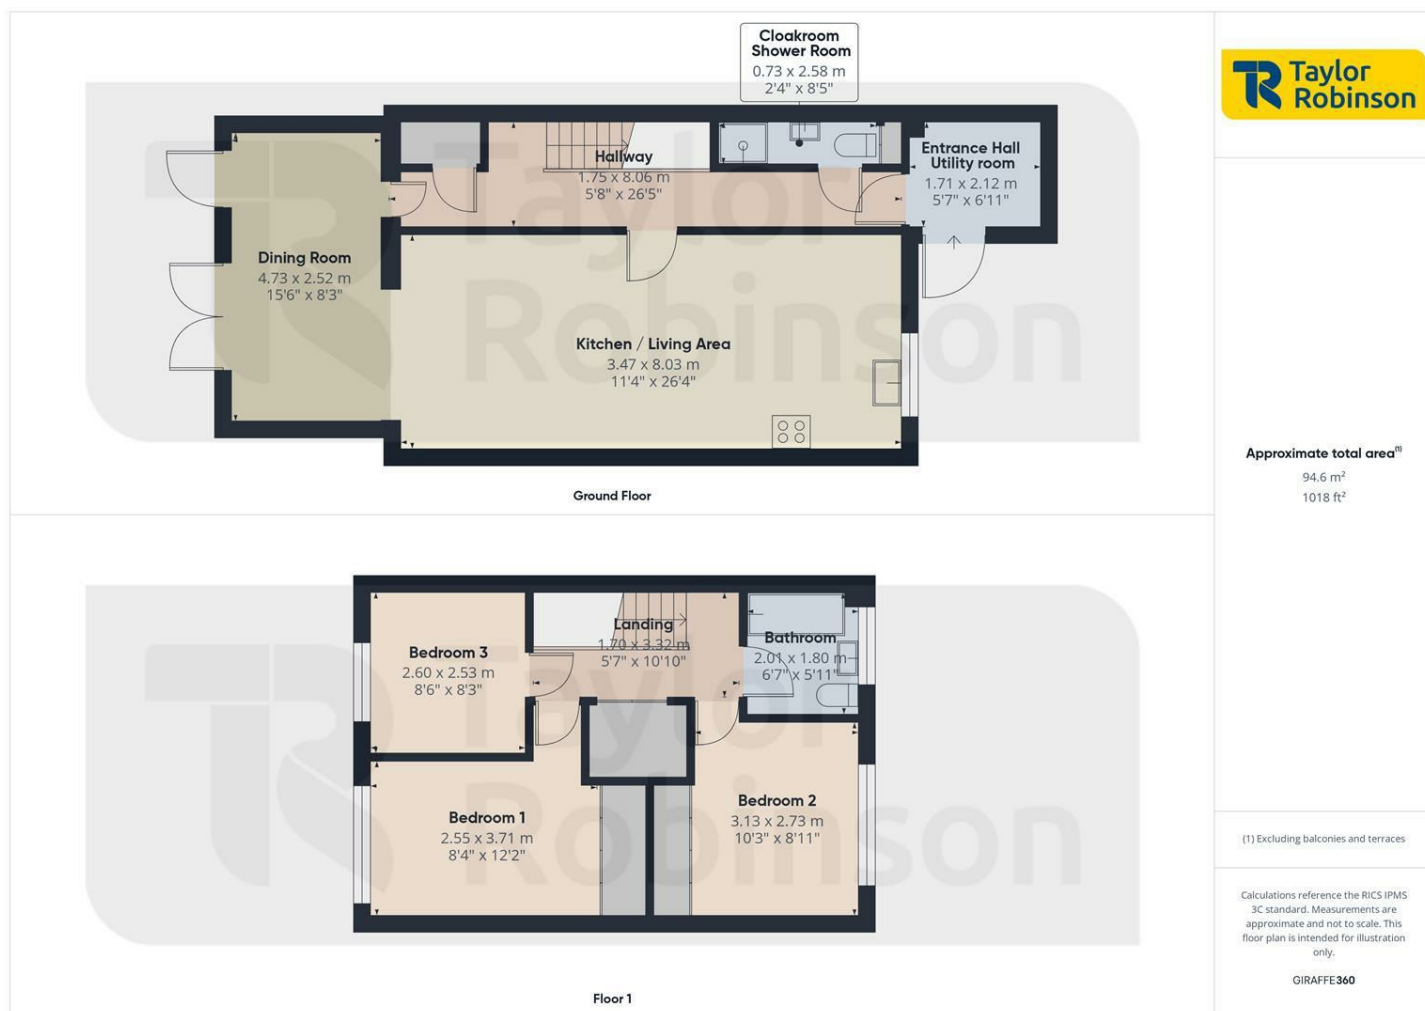 Cloakroom
Shower Room
0.73 x 2.58 m
2'4" x 8'5"
Entrance Hall
Utility room
1.71 x 2.12 m
5'7" x 6'11"
Hallway
1.75 x 8.06 m
5'8" x 26'5"
Dining Room
4.73 x 2.52 m
15'6" x 8'3"
Kitchen / Living Area
3.47 x 8.03 m
11'4" x 26'4"
Taylor
Robinson
Ground Floor
Landing
1.70 x 3.32 m
5'7" x 10'10"
Bathroom
2.01 x 1.80 m
6'7" x 5'11"
Bedroom 3
2.60 x 2.53 m
8'6" x 8'3"
Bedroom 1
2.55 x 3.71 m
8'4" x 12'2"
Bedroom 2
3.13 x 2.73 m
10'3" x 8'11"
Taylor
Robinson
Floor 1
Taylor
Robinson
Approximate total area(1)
94.6 m²
1018 ft²
(1) Excluding balconies and terraces
Calculations reference the RICS IPMS
3C standard. Measurements are
approximate and not to scale. This
floor plan is intended for illustration
only.
GIRAFFE360